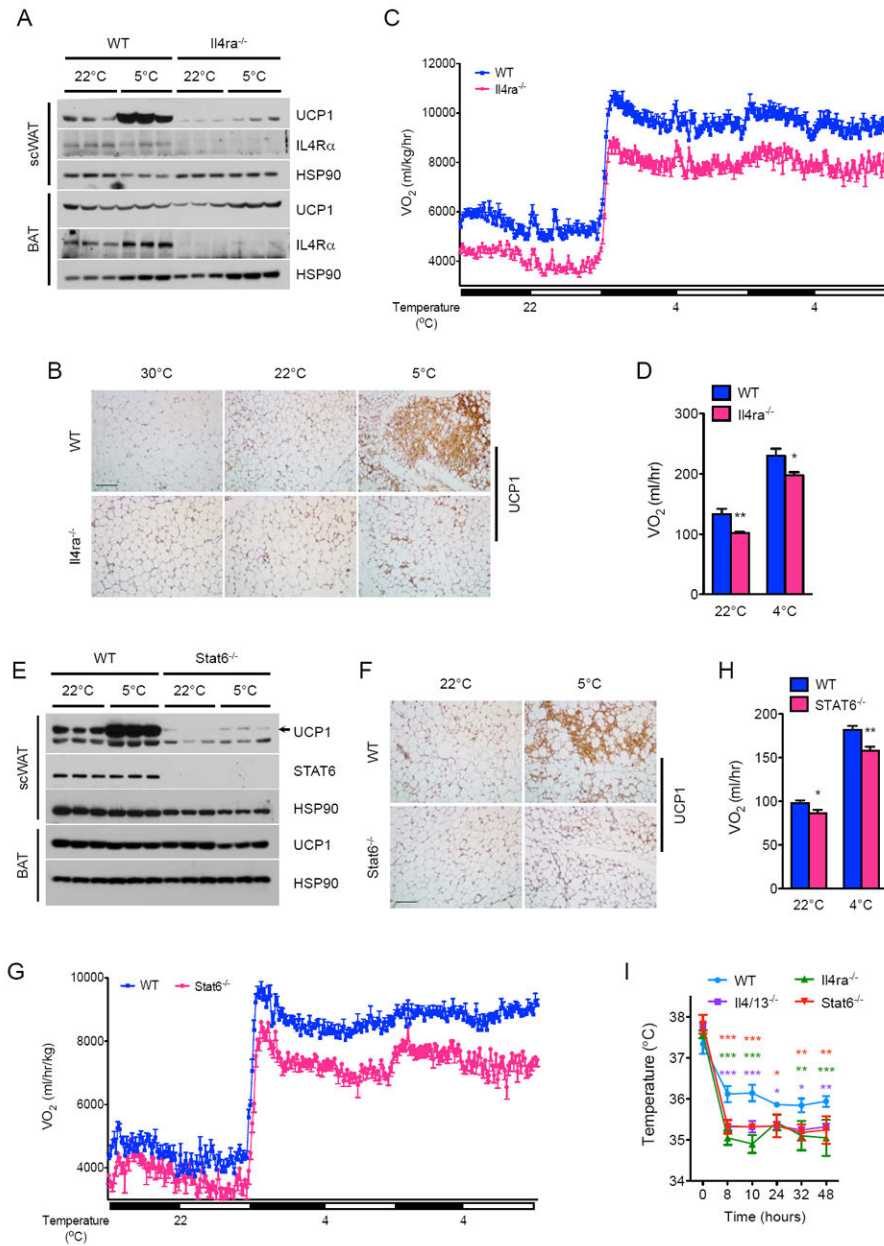 A
WT Il4ra-/-
22°C 5°C 22°C 5°C
scWAT
UCP1
IL4Rα
HSP90
BAT
UCP1
IL4Rα
HSP90
C
WT
Il4ra-/-
VO2 (ml/kg/hr)
12000
10000
8000
6000
4000
Temperature
(°C)
22 4 4
B
30°C 22°C 5°C
WT
Il4ra-/-
UCP1
D
WT
Il4ra-/-
VO2 (ml/hr)
300
200
100
0
** *
22°C 4°C
E
WT Stat6-/-
22°C 5°C 22°C 5°C
scWAT
UCP1
STAT6
HSP90
BAT
UCP1
HSP90
F
22°C 5°C
WT
Stat6-/-
UCP1
H
WT
STAT6-/-
VO2 (ml/hr)
200
150
100
50
0
* **
22°C 4°C
G
WT Stat6-/-
VO2 (ml/hr/kg)
10000
8000
6000
4000
Temperature
(°C)
22 4 4
I
WT Il4ra-/-
Il4/13-/- Stat6-/-
Temperature (°C)
38
37
36
35
34
*** *** ** **
*** *** * ** ***
*** *** * * **
0 8 10 24 32 48
Time (hours)